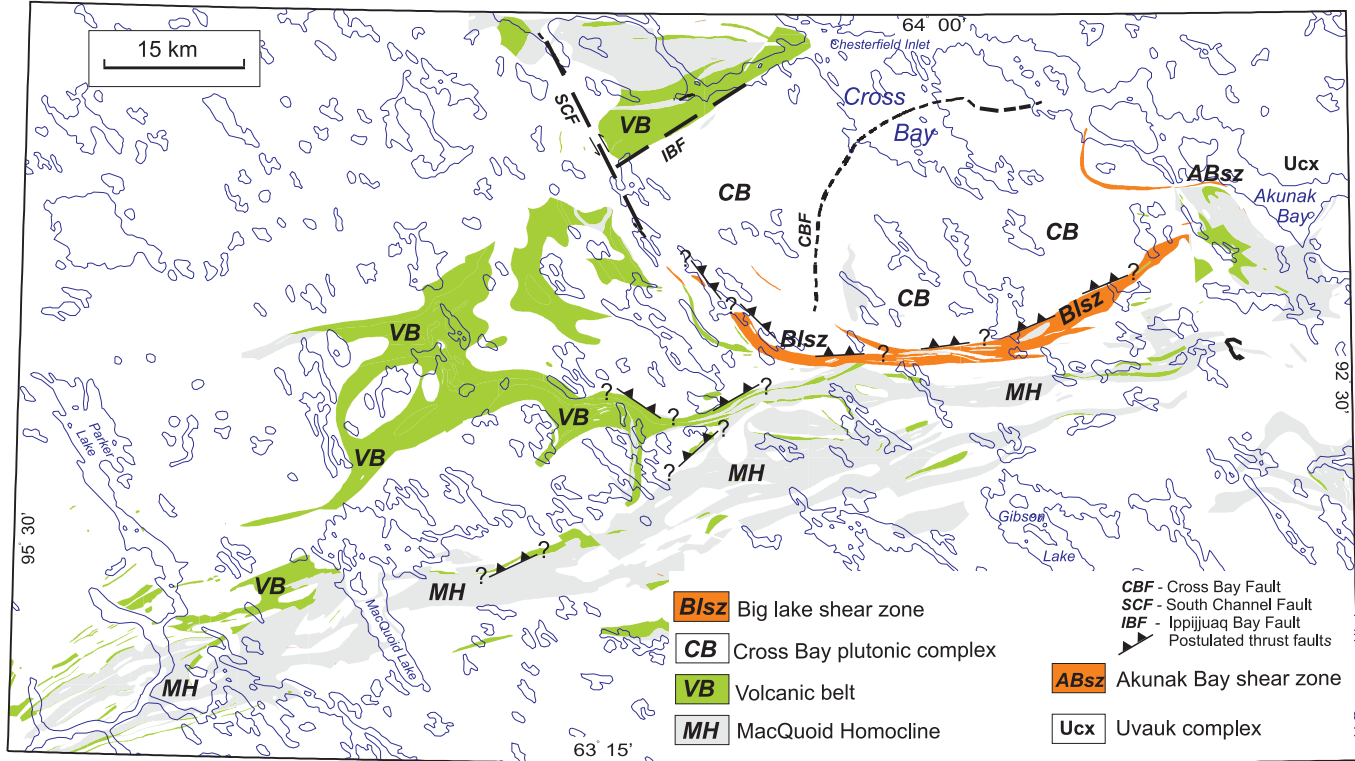 15 km
64° 00'
Chesterfield Inlet
Cross
Bay
SCF
VB
IBF
CB
CBF
ABsz
Ucx
Akunak
Bay
CB
CB
VB
Blsz
Blsz
?
?
?
?
?
?
92° 30'
MH
?
?
?
?
VB
VB
?
MH
Parker
Lake
95° 30'
Gibson
Lake
?
?
VB
MH
MacQuoid Lake
MH
63° 15'
Blsz Big lake shear zone
CB Cross Bay plutonic complex
VB Volcanic belt
MH MacQuoid Homocline
CBF - Cross Bay Fault
SCF - South Channel Fault
IBF - Ippijjuaq Bay Fault
Postulated thrust faults
ABsz Akunak Bay shear zone
Ucx Uvauk complex